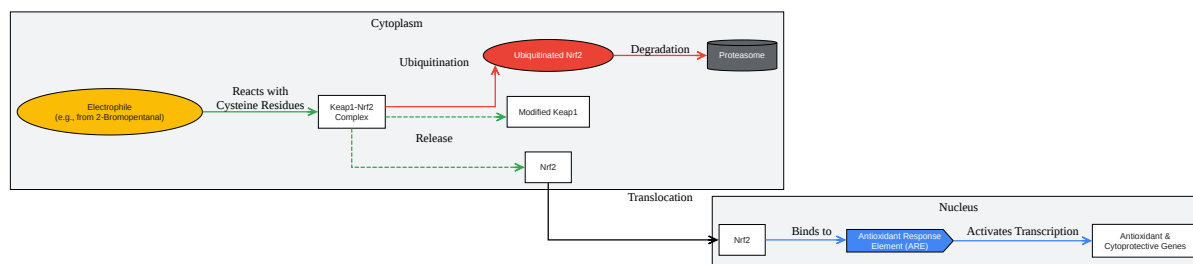 Cytoplasm
Ubiquitinated Nrf2
Degradation
Proteasome
Ubiquitination
Reacts with
Cysteine Residues
Electrophile
(e.g., from 2-Bromopentanal)
Keap1-Nrf2
Complex
Modified Keap1
Release
Nrf2
Translocation
Nucleus
Nrf2
Binds to
Antioxidant Response
Element (ARE)
Activates Transcription
Antioxidant &
Cytoprotective Genes